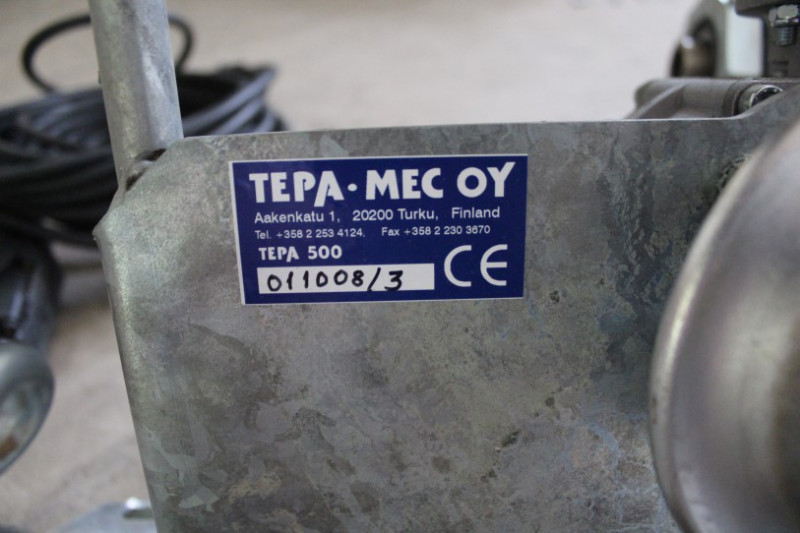 TEPA·MEC OY
Aakenkatu 1, 20200 Turku, Finland
Tel. +358 2 253 4124, Fax +358 2 230 3670
TEPA 500
011008/3
CE